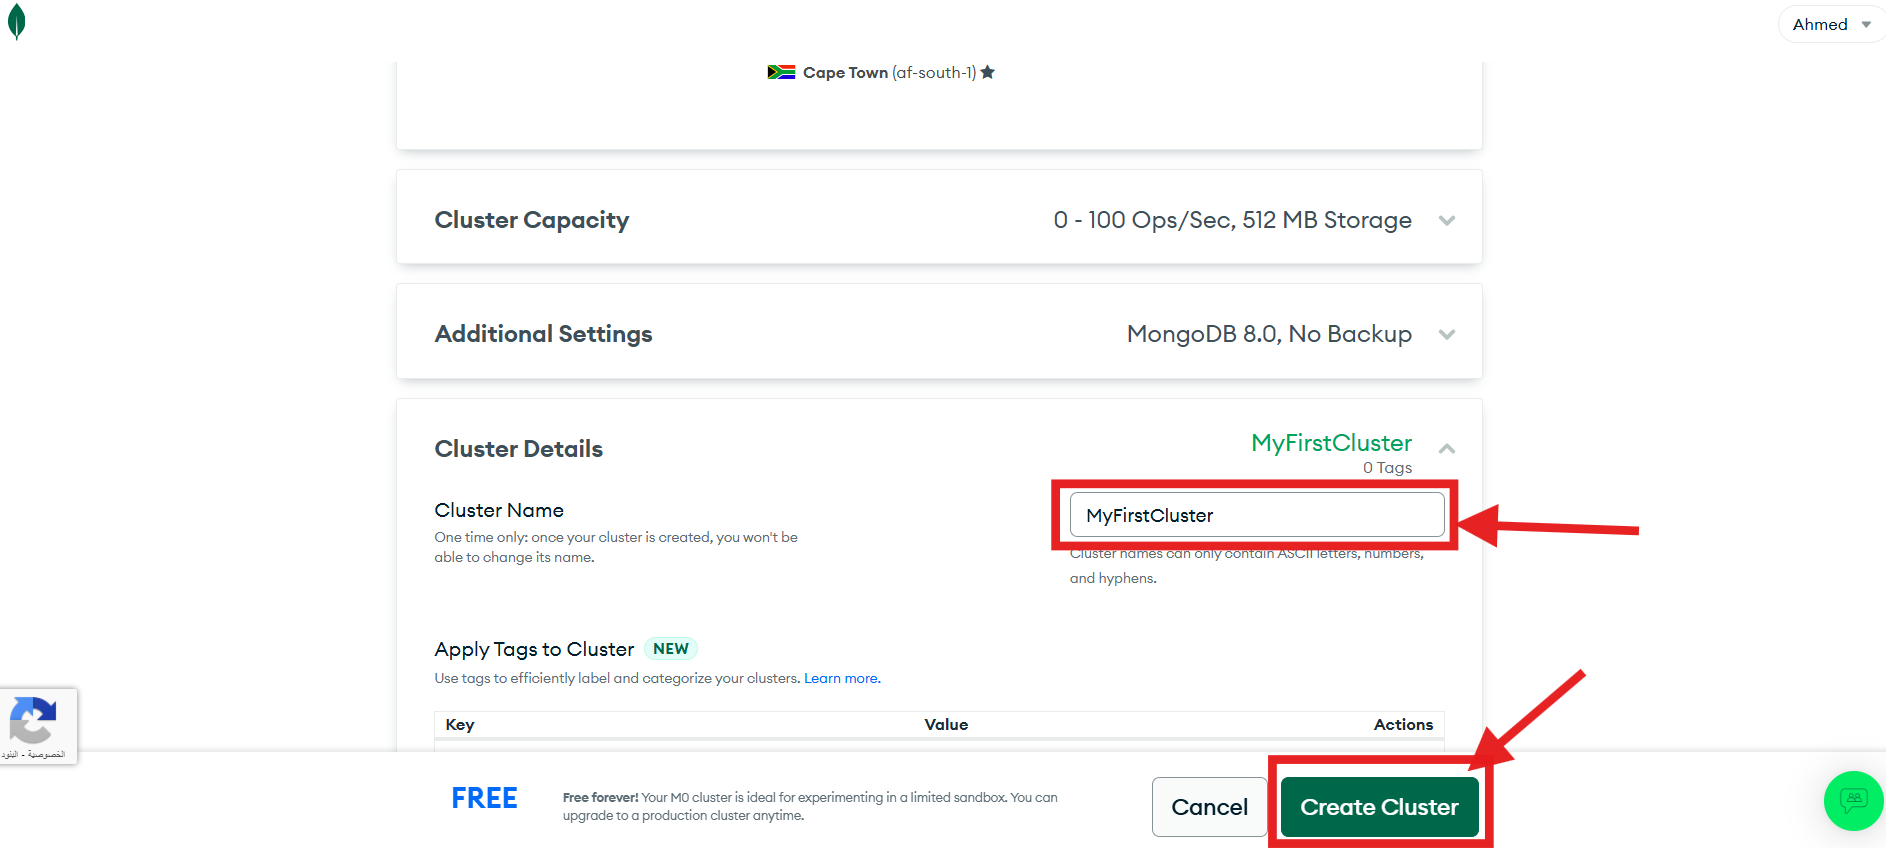 Ahmed
Cape Town (af-south-1)
Cluster Capacity
0 - 100 Ops/Sec, 512 MB Storage
Additional Settings
MongoDB 8.0, No Backup
Cluster Details
MyFirstCluster
0 Tags
Cluster Name
MyFirstCluster
One time only: once your cluster is created, you won't be
able to change its name.
Cluster names can only contain ASCII letters, numbers,
and hyphens.
Apply Tags to Cluster NEW
Use tags to efficiently label and categorize your clusters. Learn more.
Key Value Actions
الخصوصية - البنود
FREE
Free forever! Your M0 cluster is ideal for experimenting in a limited sandbox. You can
upgrade to a production cluster anytime.
Cancel
Create Cluster